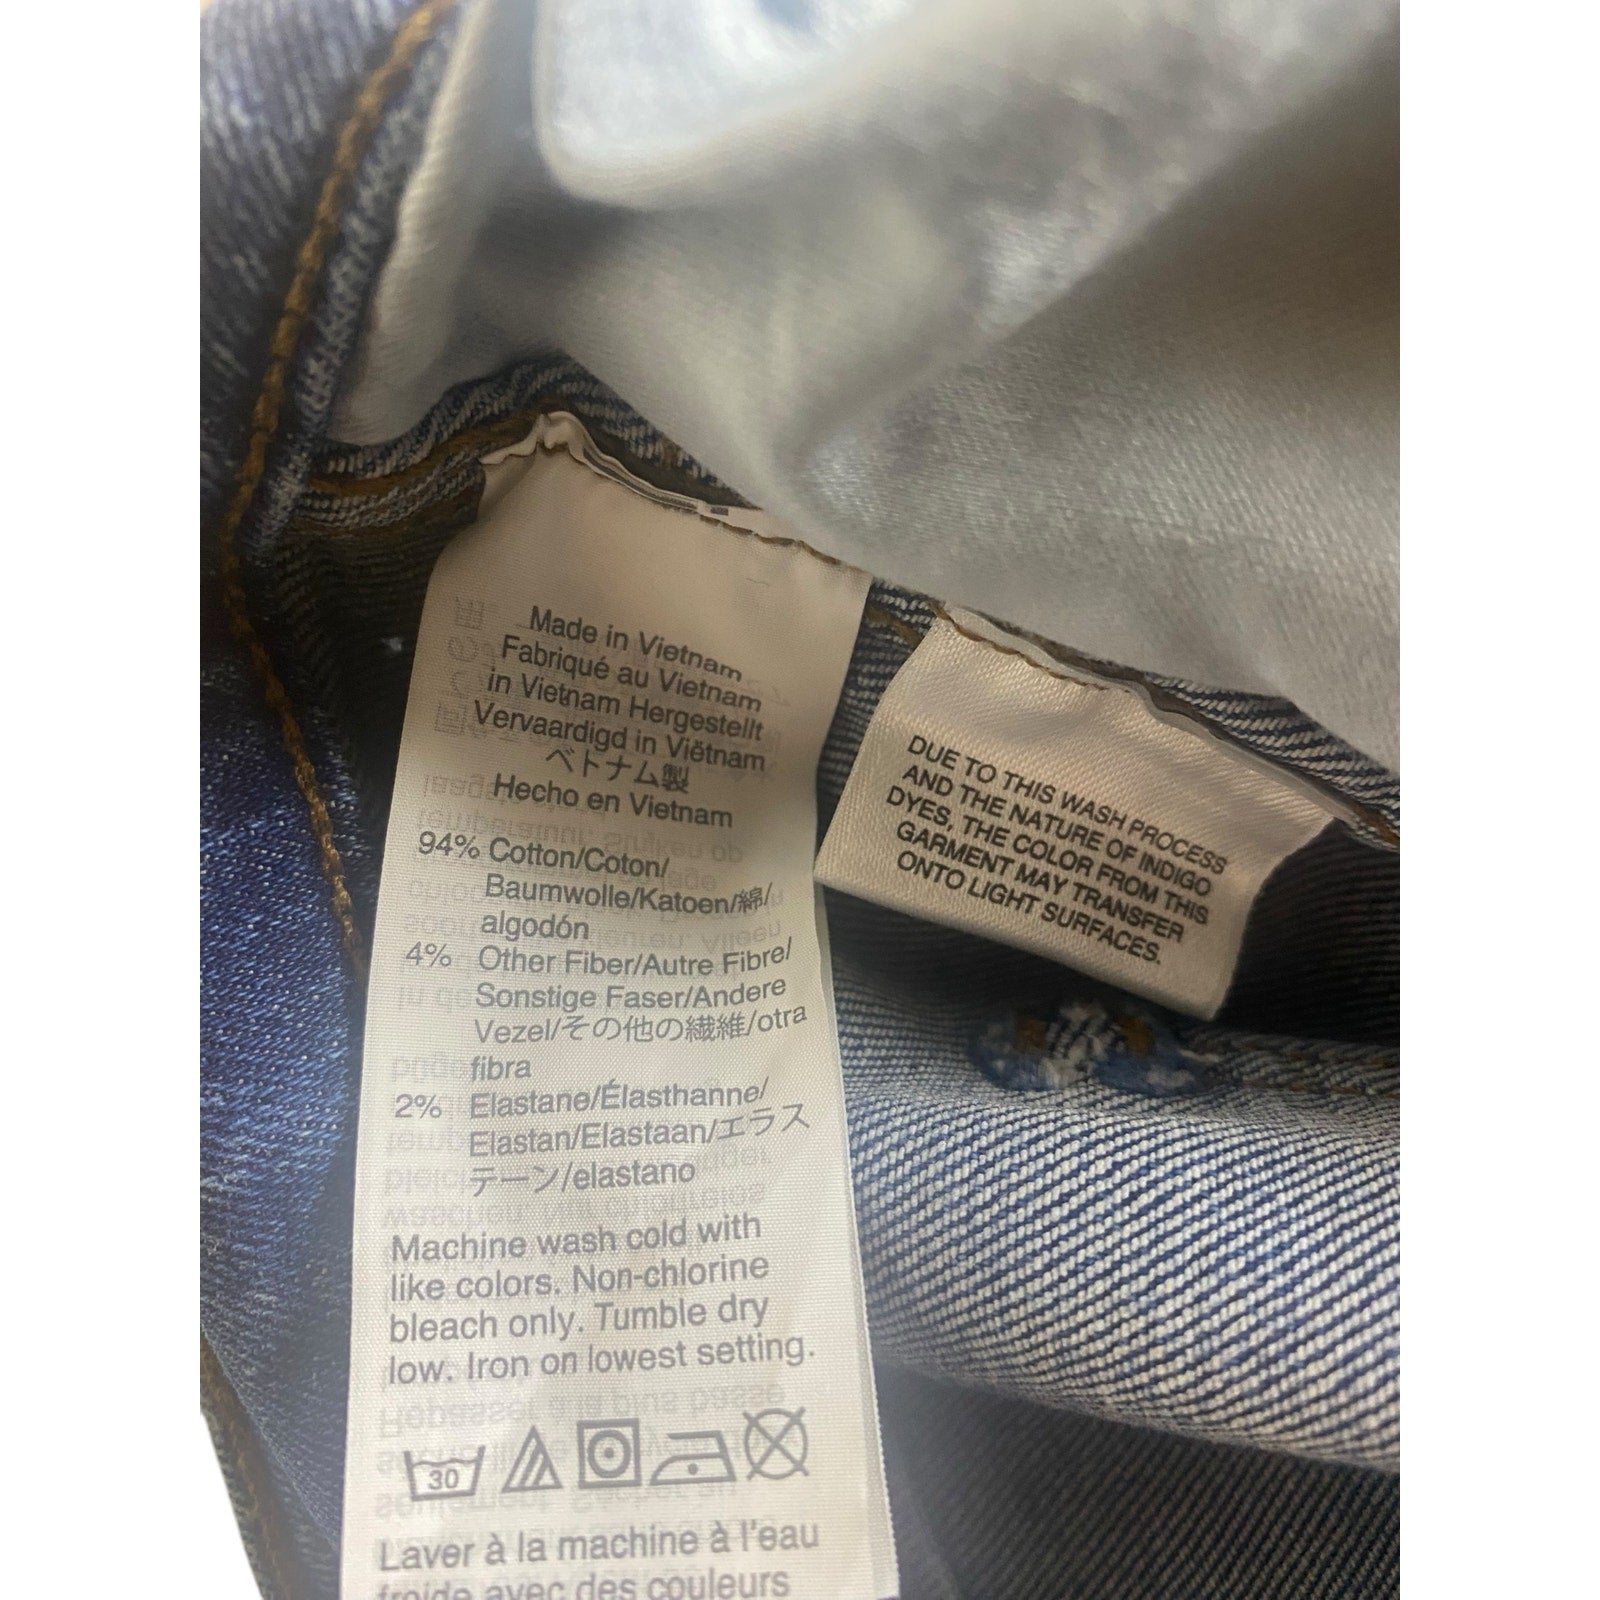 Made in Vietnam
Fabriqué au Vietnam
in Vietnam Hergestellt
Vervaardigd in Viëtnam
ベトナム製
Hecho en Vietnam
94% Cotton/Coton/
Baumwolle/Katoen/綿/
algodón
4% Other Fiber/Autre Fibre/
Sonstige Faser/Andere
Vezel/その他の繊維/otra
fibra
2% Elastane/Élasthanne/
Elastan/Elastaan/エラス
テーン/elastano
Machine wash cold with
like colors. Non-chlorine
bleach only. Tumble dry
low. Iron on lowest setting.
30
Laver à la machine à l'eau
froide avec des couleurs
DUE TO THIS WASH PROCESS
AND THE NATURE OF INDIGO
DYES, THE COLOR FROM THIS
GARMENT MAY TRANSFER
ONTO LIGHT SURFACES.